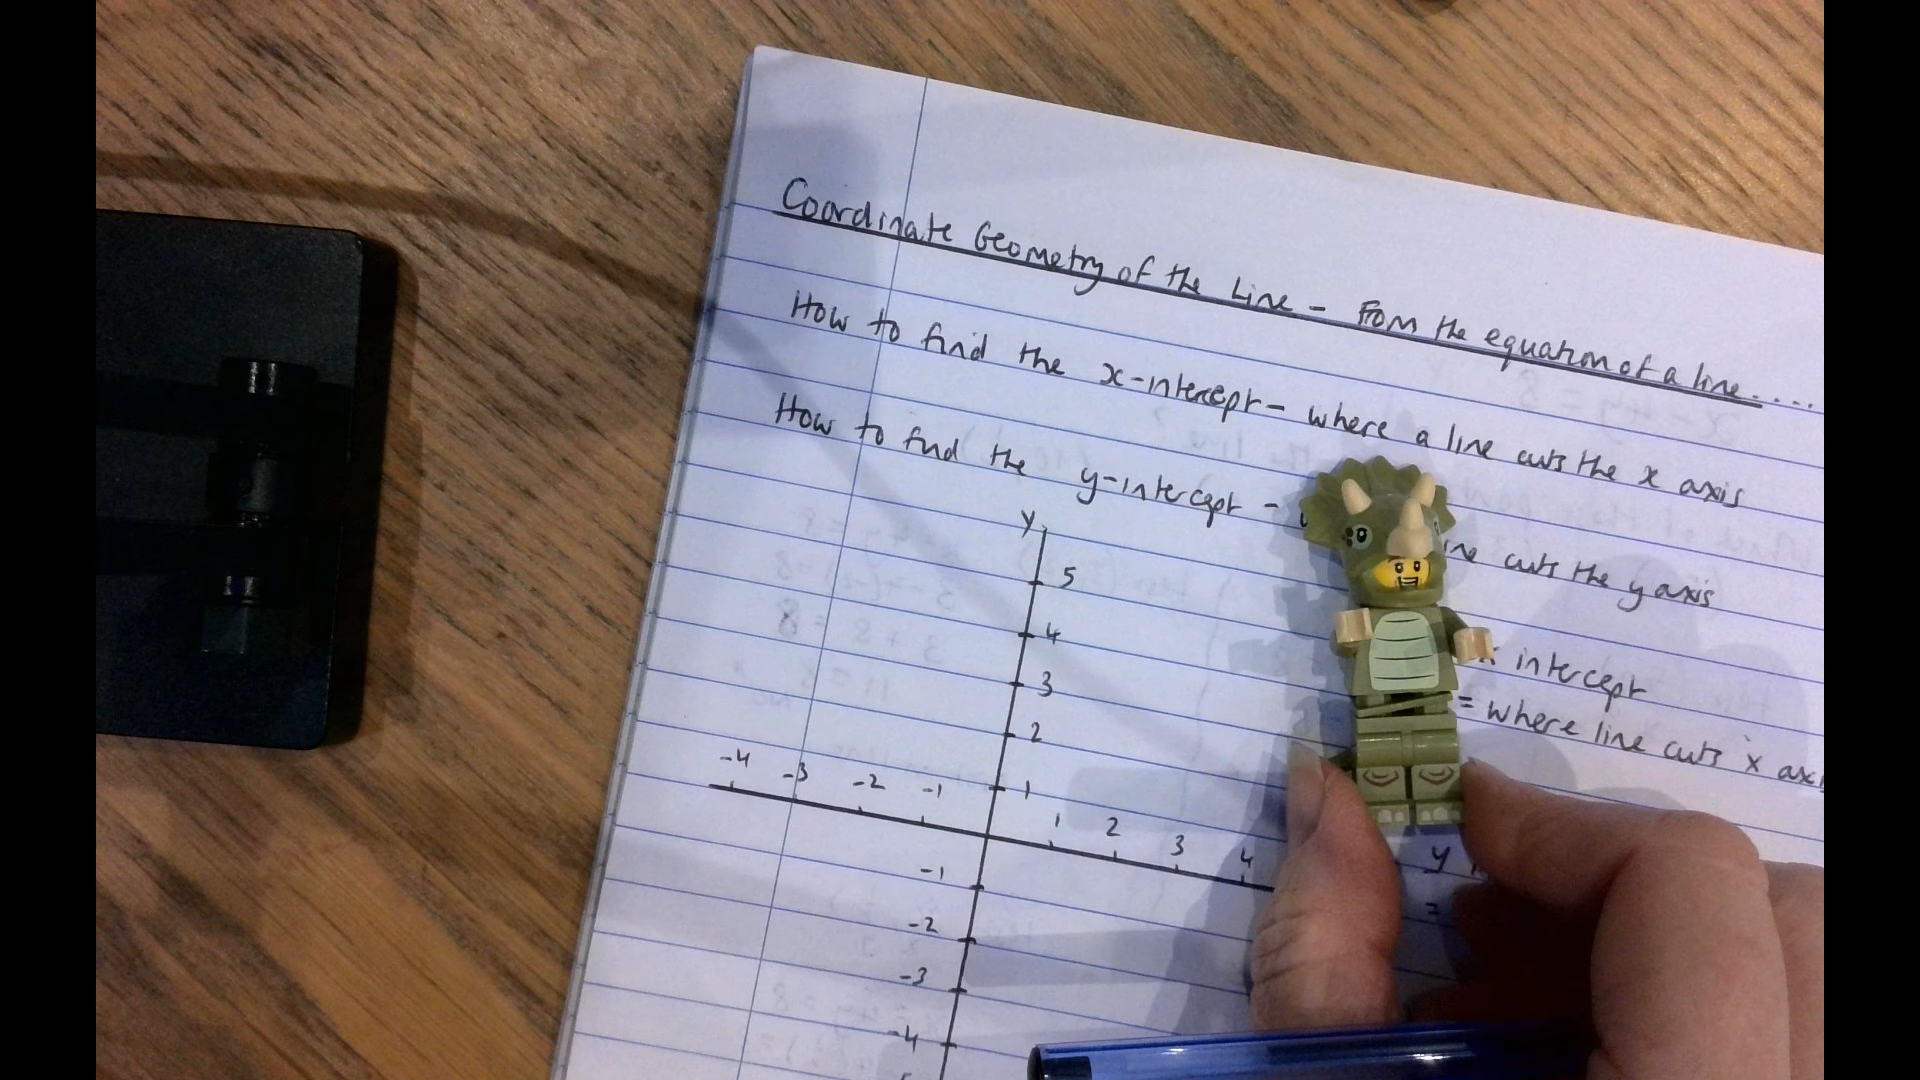 Coordinate Geometry of the Line - From the equation of a line....
How to find the x-intercept - where a line cuts the x axis
How to find the y-intercept - line cuts the y axis
y
5
4
3
2
1
-4 -3 -2 -1
1 2 3 4
-1
-2
-3
-4
x intercept
= where line cuts x axis
y
=